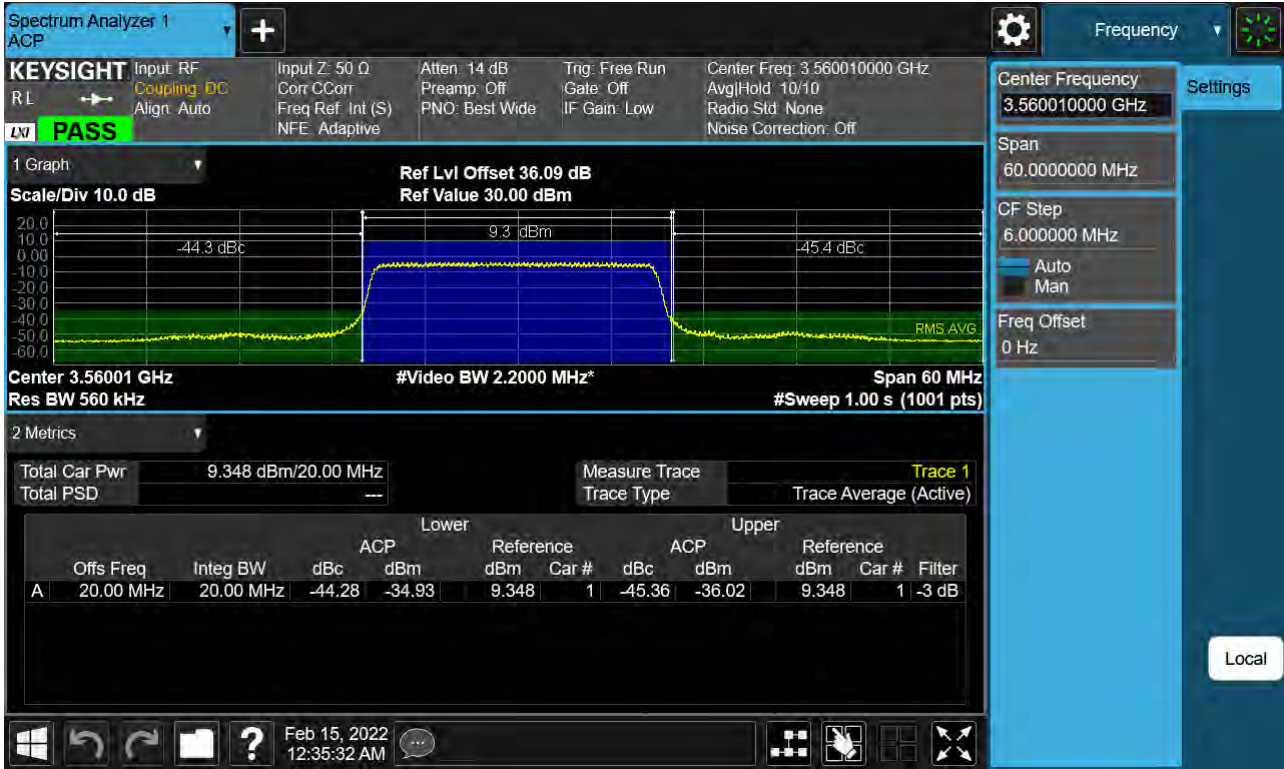 Spectrum Analyzer 1
ACP
+
Frequency
KEYSIGHT
RL
LXI
PASS
Input: RF
Coupling: DC
Align: Auto
Input Z: 50 Ω
Corr CCorr
Freq Ref: Int (S)
NFE: Adaptive
Atten: 14 dB
Preamp: Off
PNO: Best Wide
Trig: Free Run
Gate: Off
IF Gain: Low
Center Freq: 3.560010000 GHz
Avg|Hold: 10/10
Radio Std: None
Noise Correction: Off
Center Frequency
3.560010000 GHz
Settings
Span
60.0000000 MHz
CF Step
6.000000 MHz
Auto
Man
Freq Offset
0 Hz
Local
1 Graph
Scale/Div 10.0 dB
Ref Lvl Offset 36.09 dB
Ref Value 30.00 dBm
20.0
10.0
0.00
-10.0
-20.0
-30.0
-40.0
-50.0
-60.0
-44.3 dBc
9.3 dBm
-45.4 dBc
RMS AVG
Center 3.56001 GHz #Video BW 2.2000 MHz* Span 60 MHz
Res BW 560 kHz #Sweep 1.00 s (1001 pts)
2 Metrics
Total Car Pwr 9.348 dBm/20.00 MHz Measure Trace Trace 1
Total PSD --- Trace Type Trace Average (Active)
Lower Upper
ACP Reference ACP Reference
Offs Freq Integ BW dBc dBm dBm Car # dBc dBm dBm Car # Filter
A 20.00 MHz 20.00 MHz -44.28 -34.93 9.348 1 -45.36 -36.02 9.348 1 -3 dB
?
Feb 15, 2022
12:35:32 AM